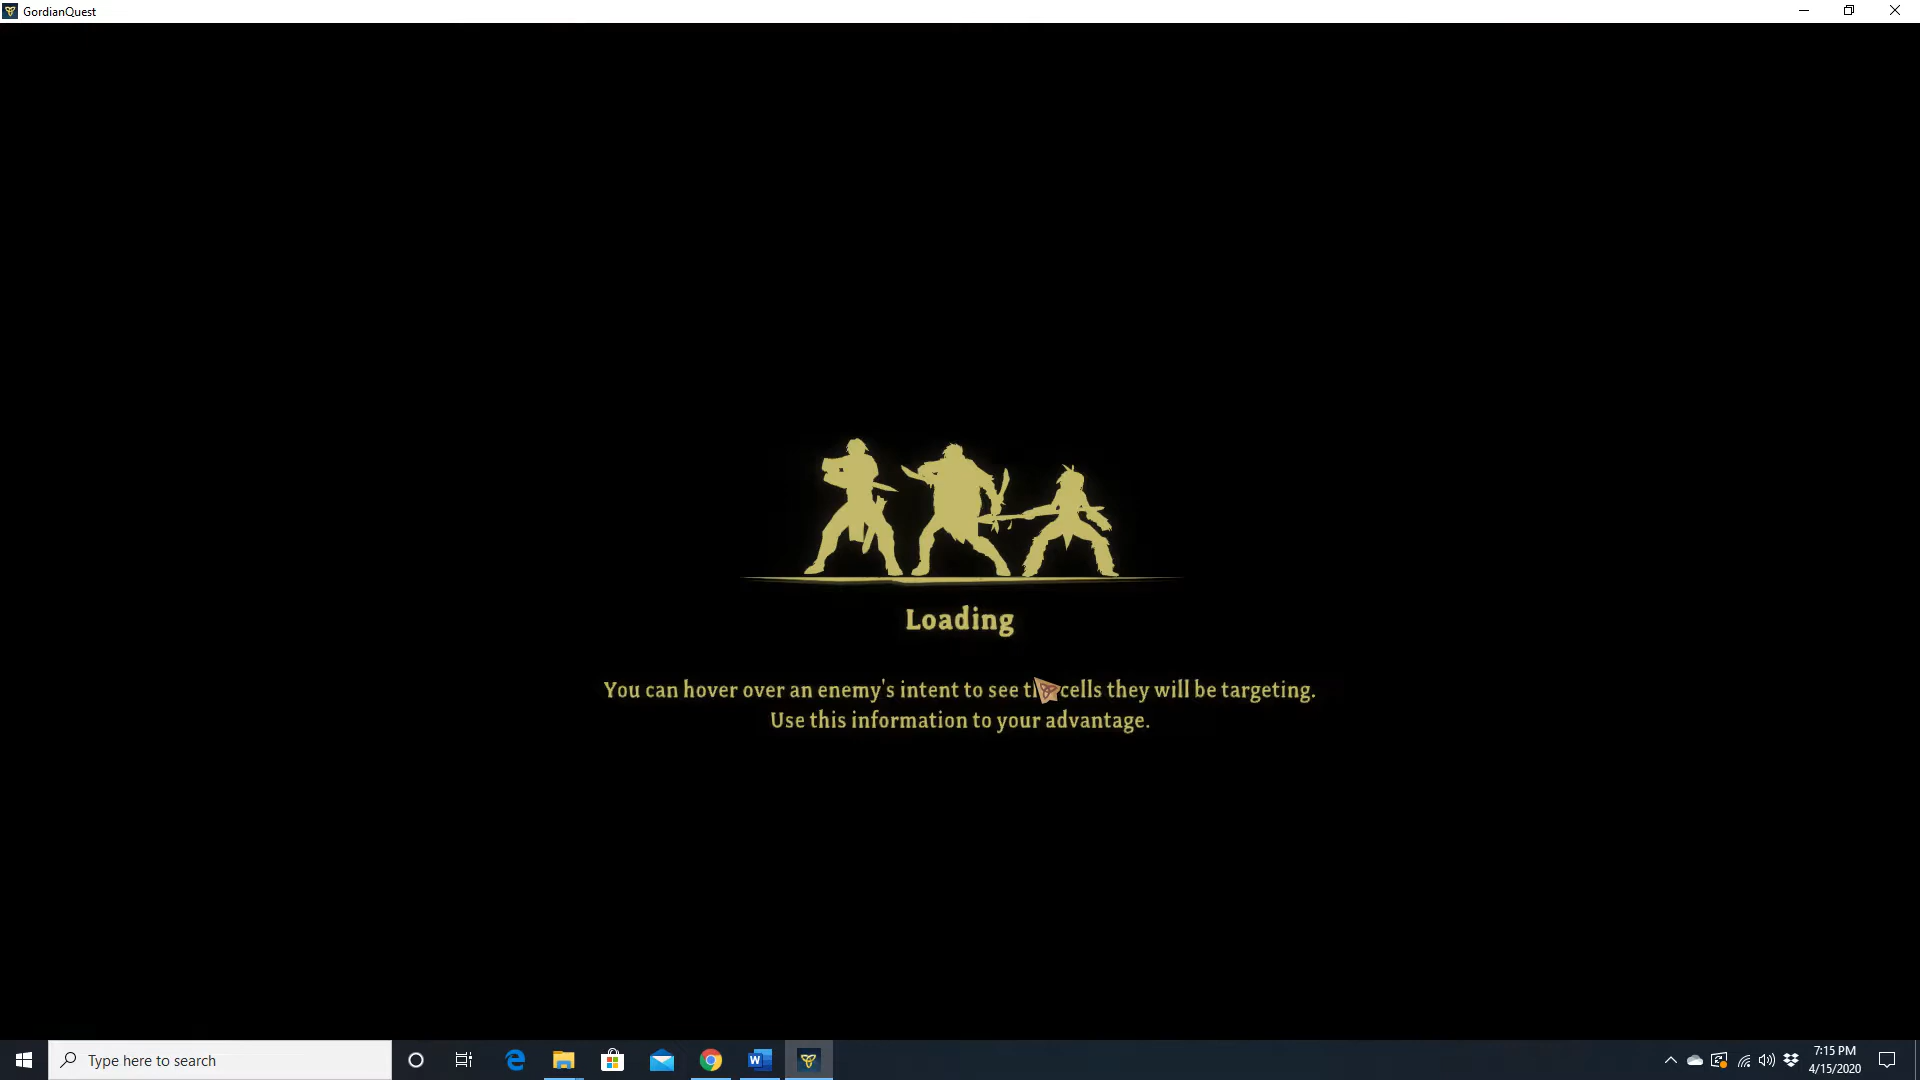 GordianQuest
Loading
You can hover over an enemy's intent to see cells they will be targeting.
Use this information to your advantage.
Type here to search
7:15 PM
4/15/2020